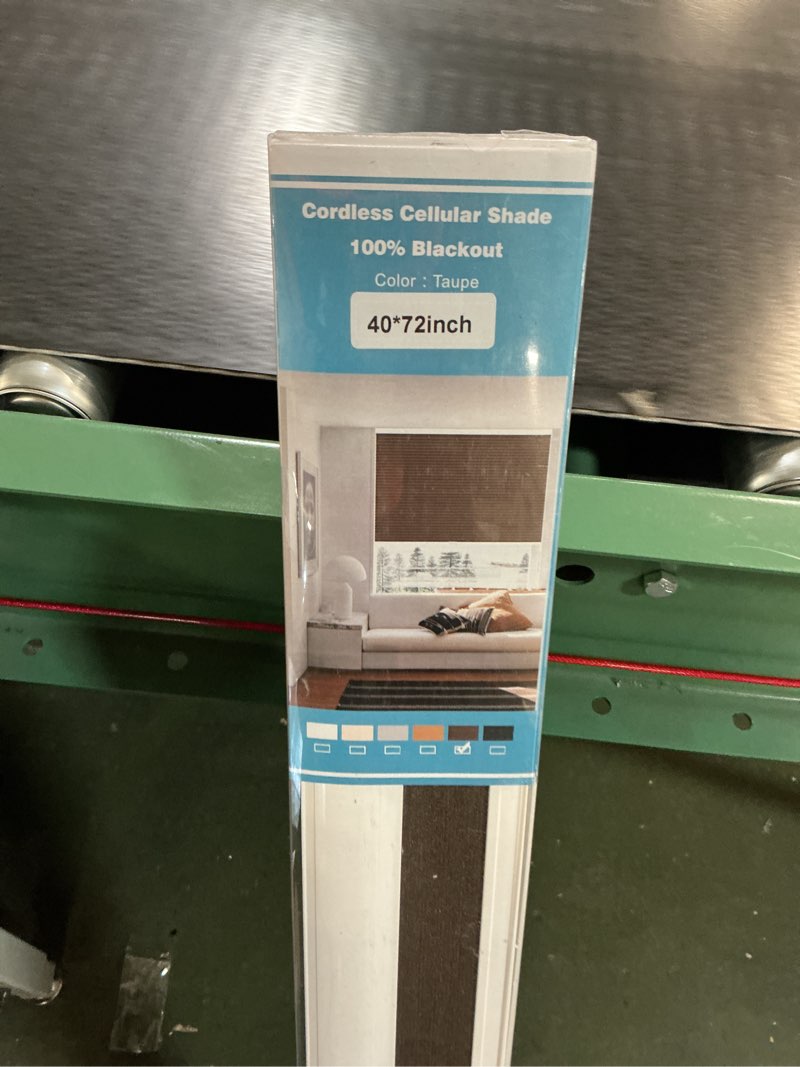 Cordless Cellular Shade
100% Blackout
Color : Taupe
40*72inch